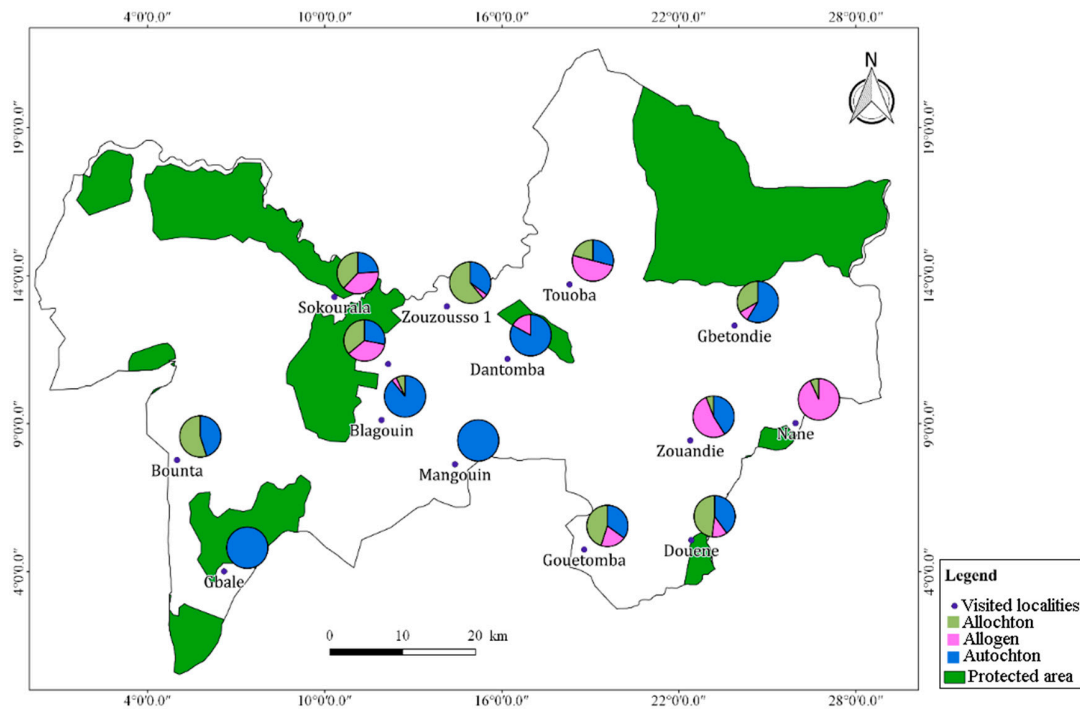 4°0'0.0" 10°0'0.0" 16°0'0.0" 22°0'0.0" 28°0'0.0"
N
19°0'0.0" 19°0'0.0"
14°0'0.0" 14°0'0.0"
Sokourala
Zouzousso 1
Touoba
Gbetondie
Dantomba
Blagouin
Nane
9°0'0.0" 9°0'0.0"
Zouandie
Bounta
Mangouin
Gouetomba
Douene
Gbale
4°0'0.0" 4°0'0.0"
0 10 20 km
Legend
Visited localities
Allochton
Allogen
Autochton
Protected area
4°0'0.0" 10°0'0.0" 16°0'0.0" 22°0'0.0" 28°0'0.0"